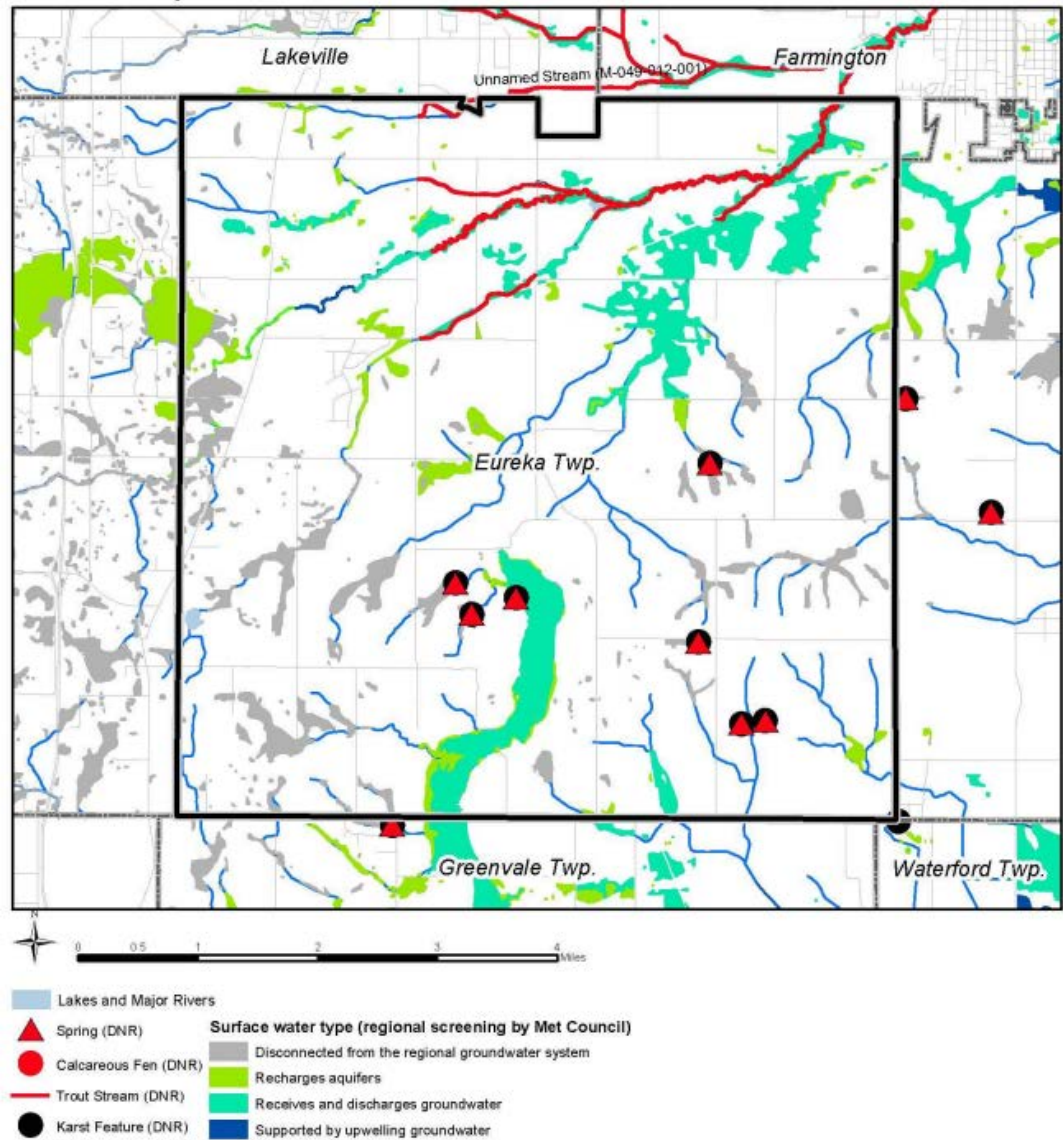 Lakeville
Farmington
Unnamed Stream (M-049-012-001)
Eureka Twp.
Greenvale Twp.
Waterford Twp.
N
0 0.5 1 2 3 4
Miles
Lakes and Major Rivers
Spring (DNR)
Calcareous Fen (DNR)
Trout Stream (DNR)
Karst Feature (DNR)
Surface water type (regional screening by Met Council)
Disconnected from the regional groundwater system
Recharges aquifers
Receives and discharges groundwater
Supported by upwelling groundwater